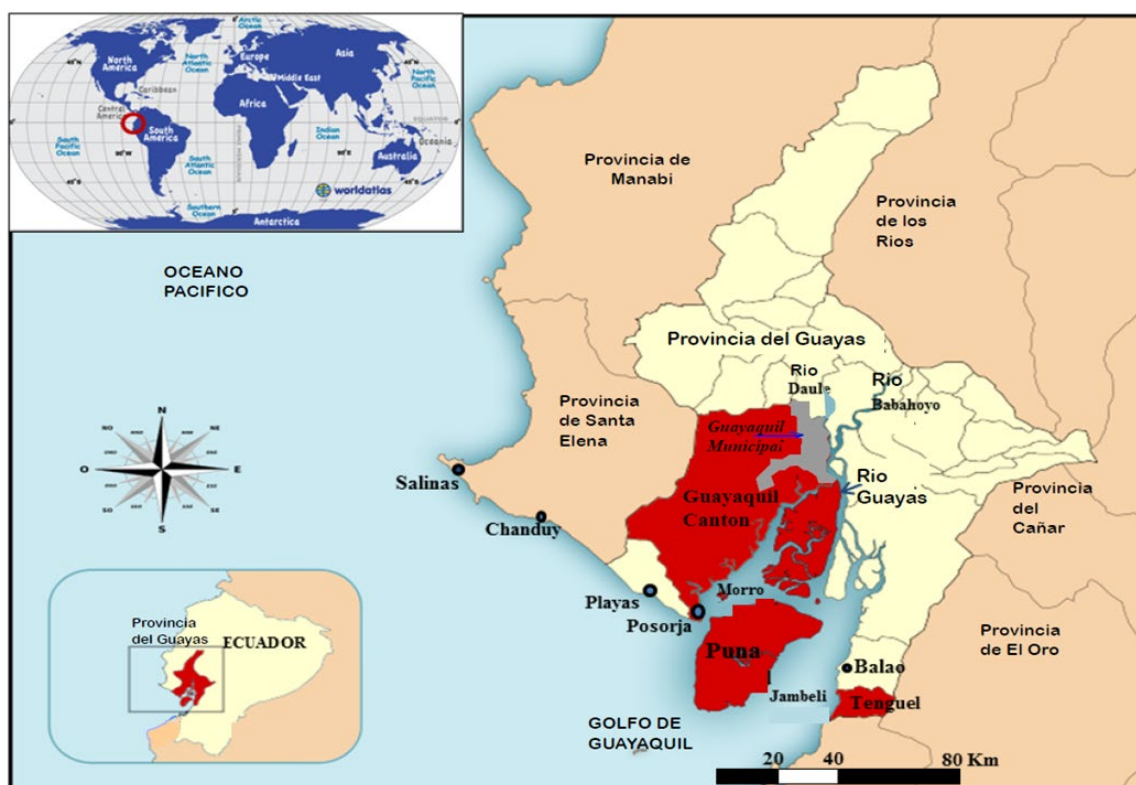 Arctic
Ocean
North
America
North
Atlantic
Ocean
Europe
Asia
North
Pacific
Ocean
Middle East
Caribbean
Central
America
Africa
EQUATOR
South
America
South
Pacific
Ocean
Indian
Ocean
Oceania
PRIME MERIDIAN
South
Atlantic
Ocean
Australia
worldatlas
Southern
Ocean
Antarctica
Provincia de
Manabi
Provincia
de los
Rios
OCEANO
PACIFICO
Provincia del Guayas
Rio
Daule
Rio
Babahoyo
Provincia
de Santa
Elena
Guayaquil
Municipal
N
NO
NE
O
E
SO
SE
S
Salinas
Guayaquil
Canton
Rio
Guayas
Provincia
del
Cañar
Chanduy
Playas
Morro
Posorja
Provincia
del Guayas
ECUADOR
Puna
Balao
Provincia
de El Oro
Jambeli
Tenguel
GOLFO DE
GUAYAQUIL
20 40 80 Km